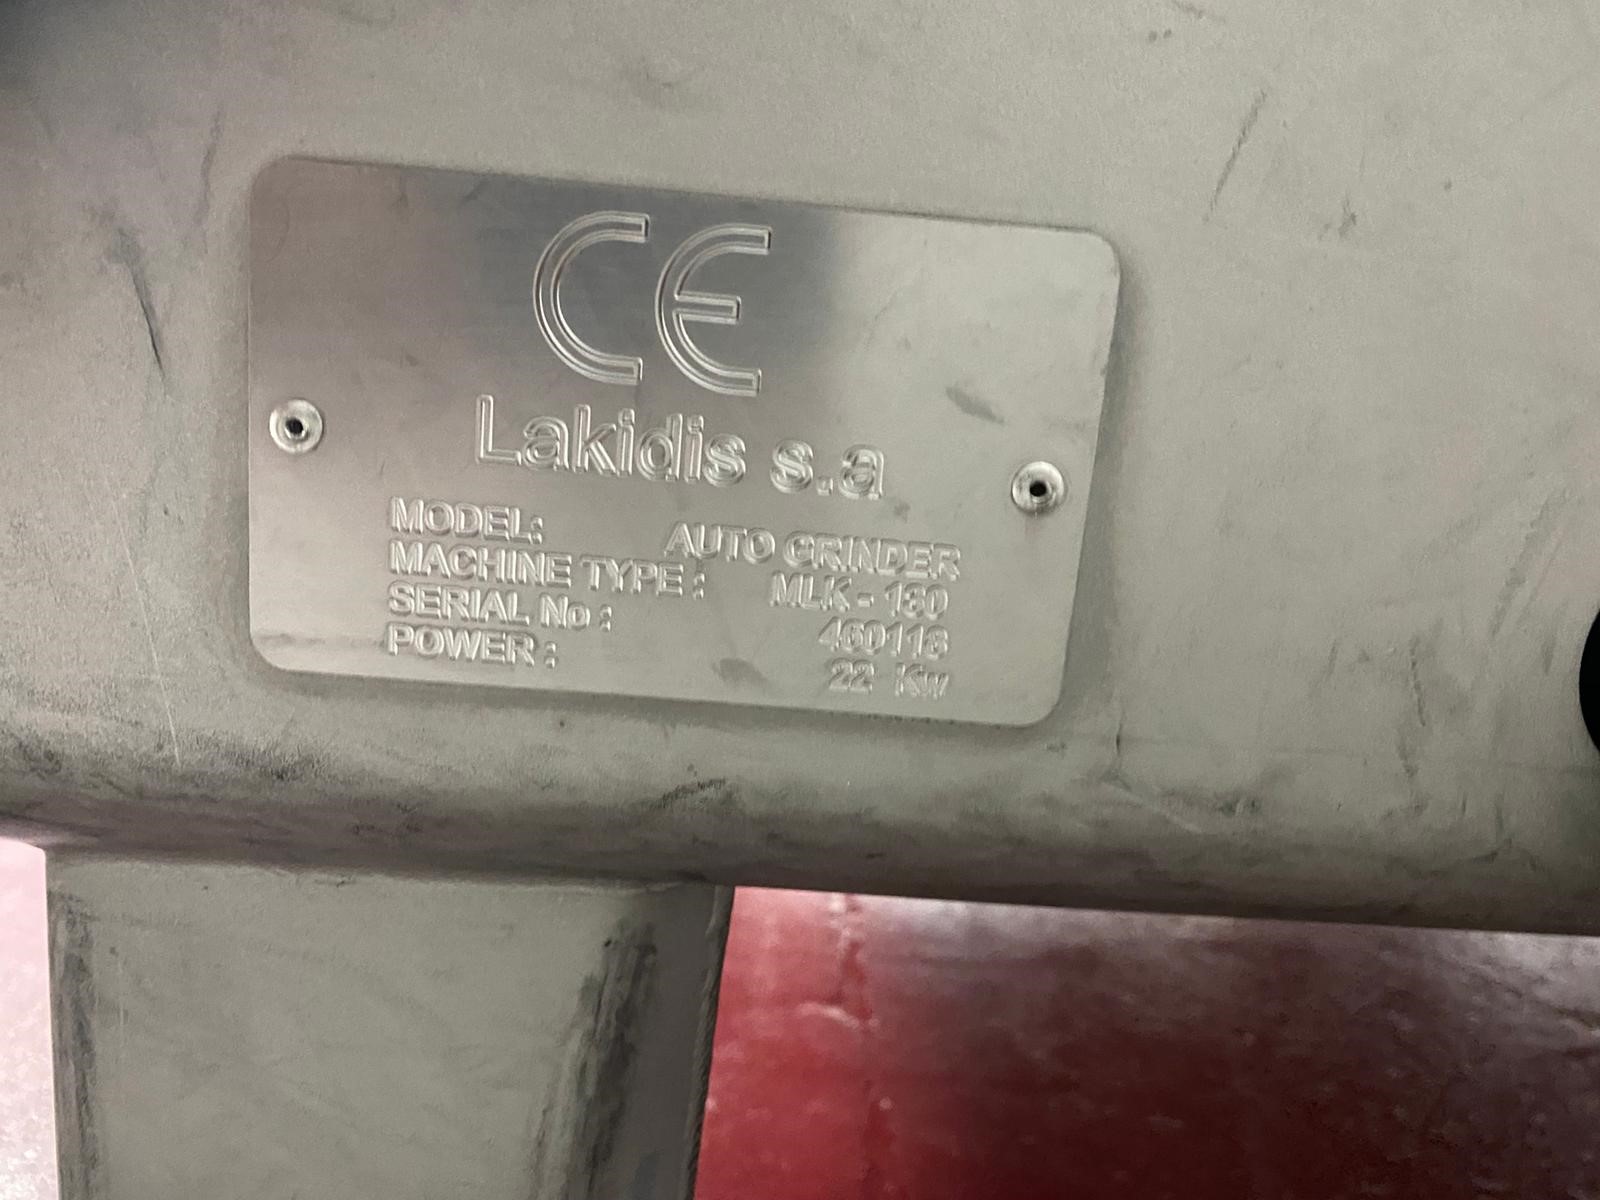 CE
Lakidis s.a
MODEL: AUTO GRINDER
MACHINE TYPE : MLK - 130
SERIAL No : 460118
POWER : 22 Kw